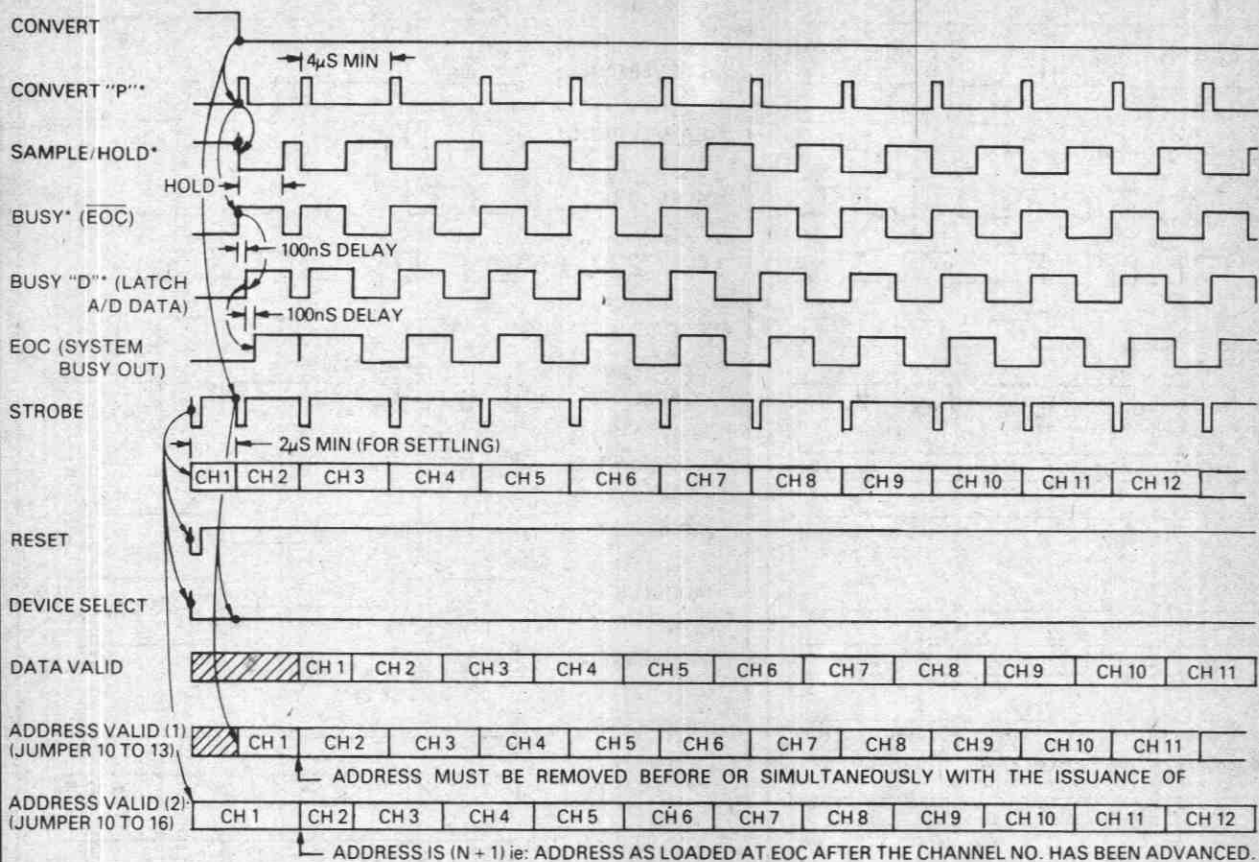 CONVERT
4µS MIN
CONVERT "P"*
SAMPLE/HOLD*
HOLD
BUSY* (EOC)
100nS DELAY
BUSY "D"* (LATCH
A/D DATA)
100nS DELAY
EOC (SYSTEM
BUSY OUT)
STROBE
2µS MIN (FOR SETTLING)
CH 1 CH 2 CH 3 CH 4 CH 5 CH 6 CH 7 CH 8 CH 9 CH 10 CH 11 CH 12
RESET
DEVICE SELECT
DATA VALID CH 1 CH 2 CH 3 CH 4 CH 5 CH 6 CH 7 CH 8 CH 9 CH 10 CH 11
ADDRESS VALID (1)
(JUMPER 10 TO 13) CH 1 CH 2 CH 3 CH 4 CH 5 CH 6 CH 7 CH 8 CH 9 CH 10 CH 11
ADDRESS MUST BE REMOVED BEFORE OR SIMULTANEOUSLY WITH THE ISSUANCE OF
ADDRESS VALID (2)
(JUMPER 10 TO 16) CH 1 CH 2 CH 3 CH 4 CH 5 CH 6 CH 7 CH 8 CH 9 CH 10 CH 11 CH 12
ADDRESS IS (N + 1) ie: ADDRESS AS LOADED AT EOC AFTER THE CHANNEL NO. HAS BEEN ADVANCED